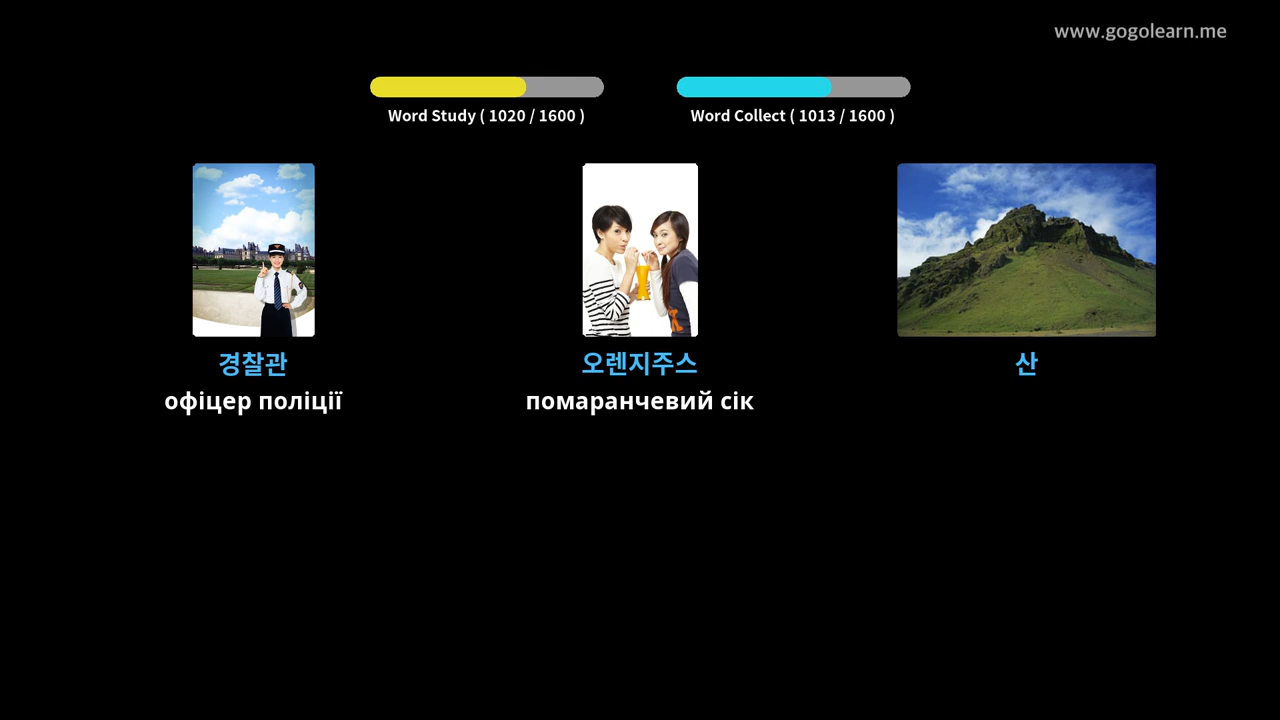 www.gogolearn.me
Word Study ( 1020 / 1600 )
Word Collect ( 1013 / 1600 )
경찰관
офіцер поліції
오렌지주스
помаранчевий сік
산